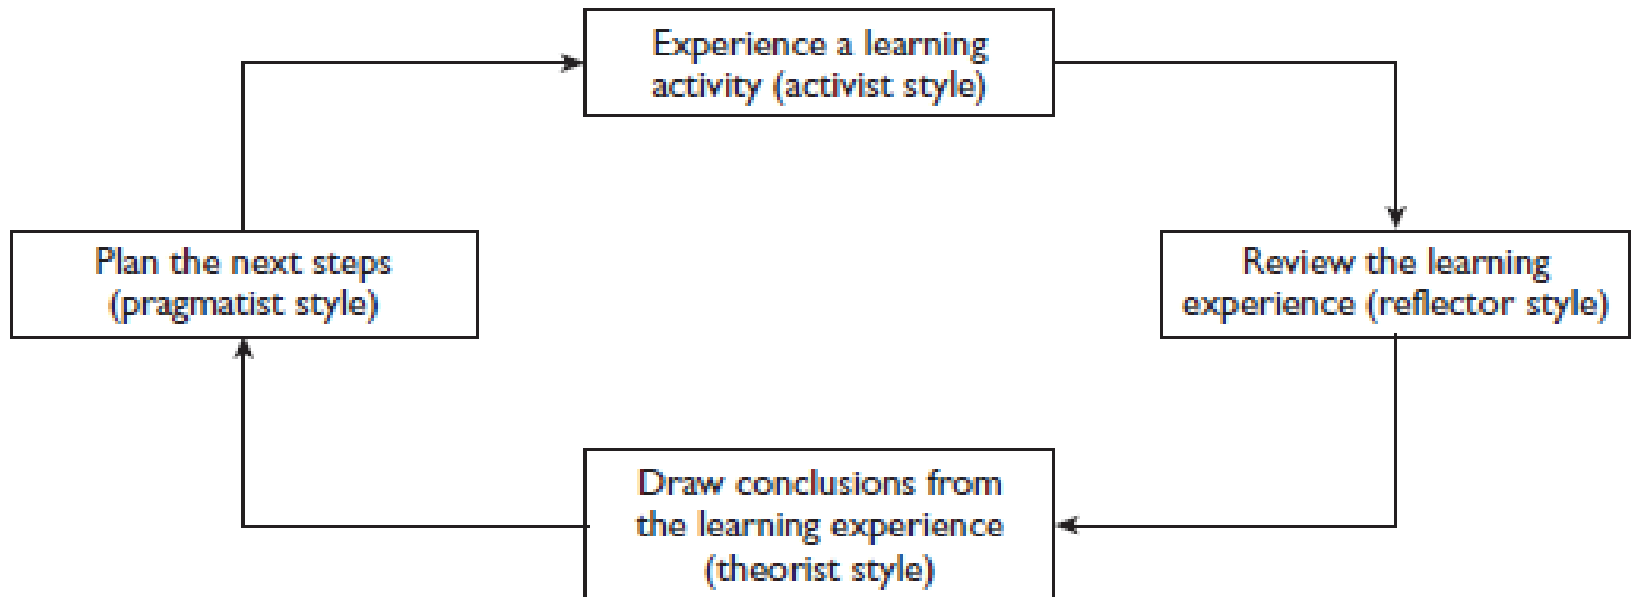 Experience a learning
activity (activist style)
Review the learning
experience (reflector style)
Draw conclusions from
the learning experience
(theorist style)
Plan the next steps
(pragmatist style)